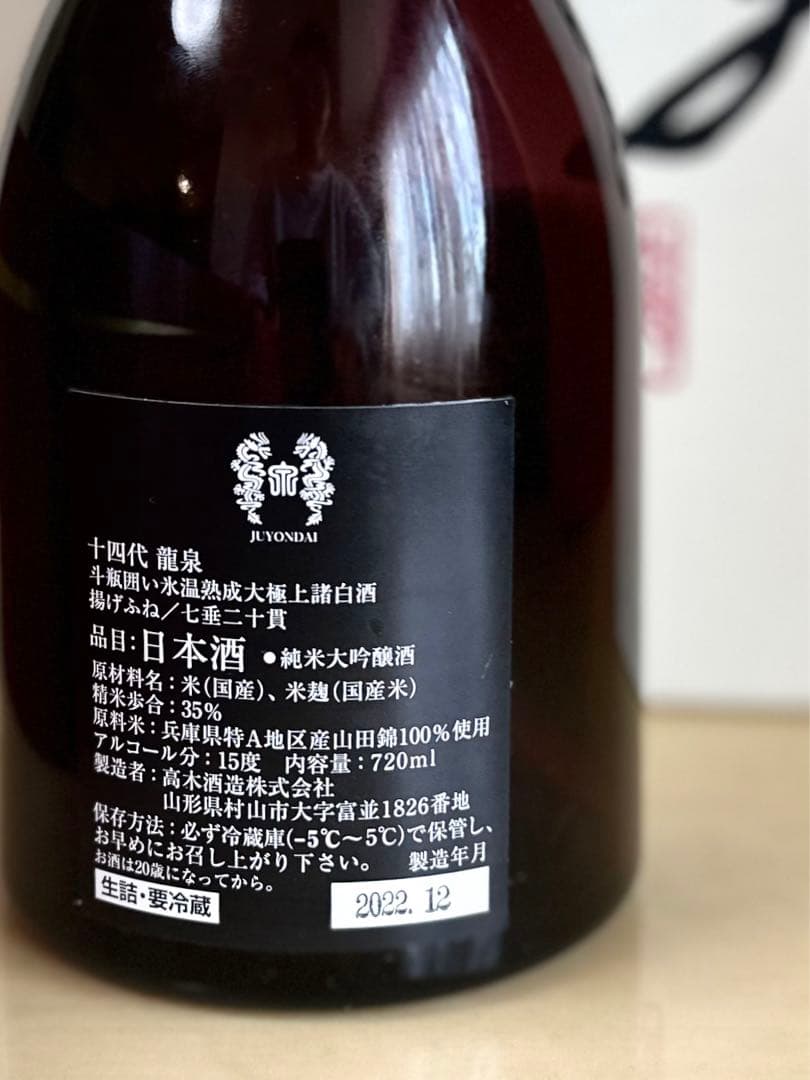 JUYONDAI
十四代 龍泉
斗瓶囲い氷温熟成大極上諸白酒
揚げふね／七垂二十貫
品目：日本酒 ●純米大吟醸酒
原材料名：米(国産)、米麹(国産米)
精米歩合：35%
原料米：兵庫県特A地区産山田錦100%使用
アルコール分：15度 内容量：720ml
製造者：高木酒造株式会社
山形県村山市大字富並1826番地
保存方法：必ず冷蔵庫(-5℃～5℃)で保管し、
お早めにお召し上がり下さい。 製造年月
お酒は20歳になってから。
生詰・要冷蔵
2022. 12